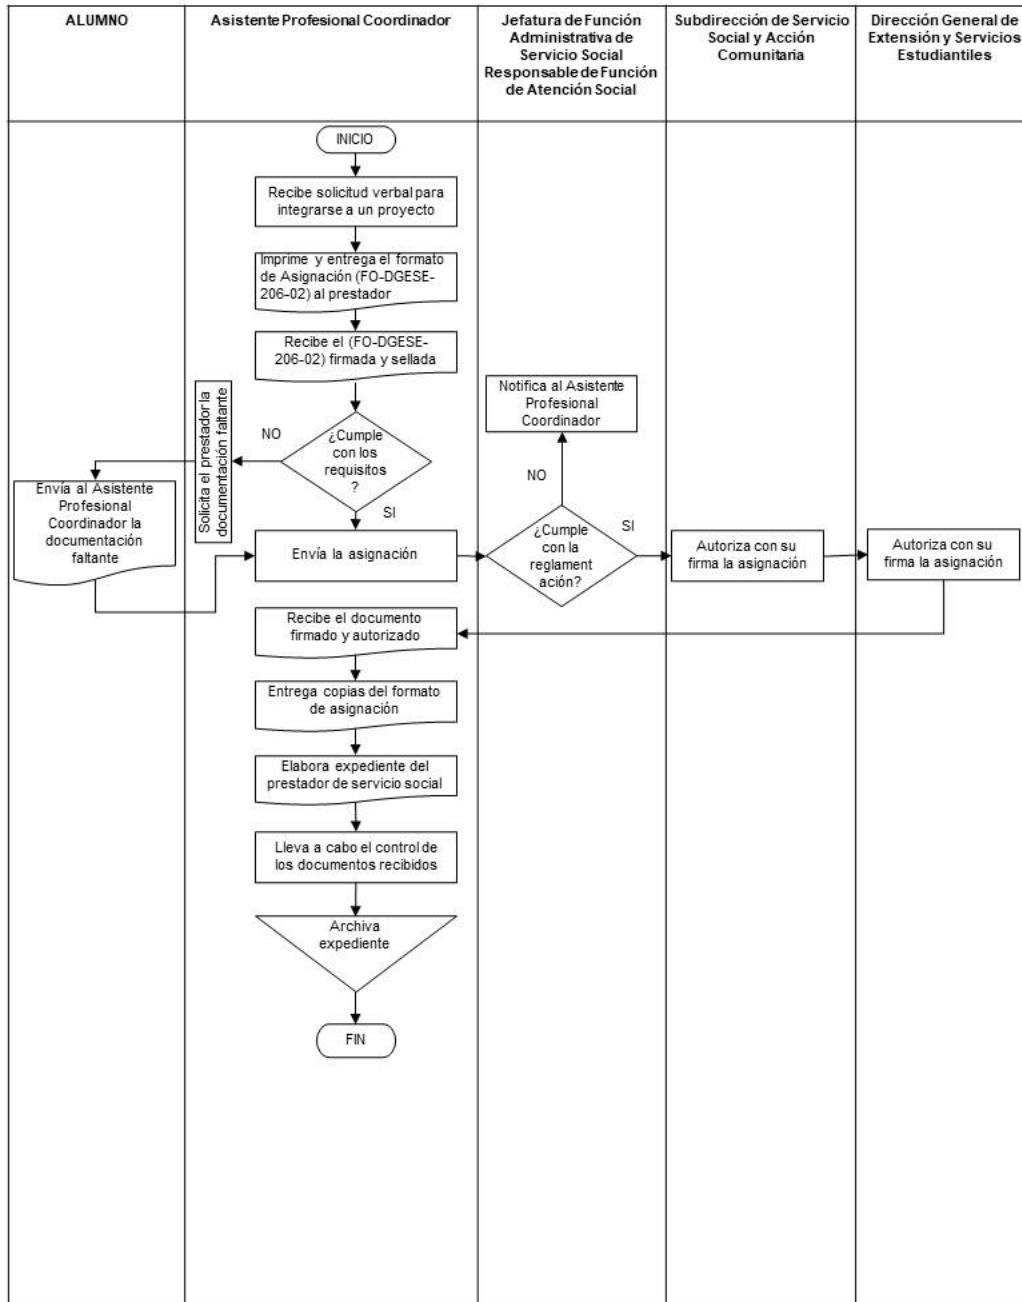 ALUMNO
Asistente Profesional Coordinador
Jefatura de Función
Administrativa de
Servicio Social
Responsable de Función
de Atención Social
Subdirección de Servicio
Social y Acción
Comunitaria
Dirección General de
Extensión y Servicios
Estudiantiles
INICIO
Recibe solicitud verbal para
integrarse a un proyecto
Imprime y entrega el formato
de Asignación (FO-DGESE-
206-02) al prestador
Recibe el (FO-DGESE-
206-02) firmada y sellada
¿Cumple
con los
requisitos
?
NO
SI
Solicita el prestador la
documentación faltante
Envía al Asistente
Profesional
Coordinador la
documentación
faltante
Envía la asignación
Notifica al Asistente
Profesional
Coordinador
NO
¿Cumple
con la
reglament
ación?
SI
Autoriza con su
firma la asignación
Autoriza con su
firma la asignación
Recibe el documento
firmado y autorizado
Entrega copias del formato
de asignación
Elabora expediente del
prestador de servicio social
Lleva a cabo el control de
los documentos recibidos
Archiva
expediente
FIN